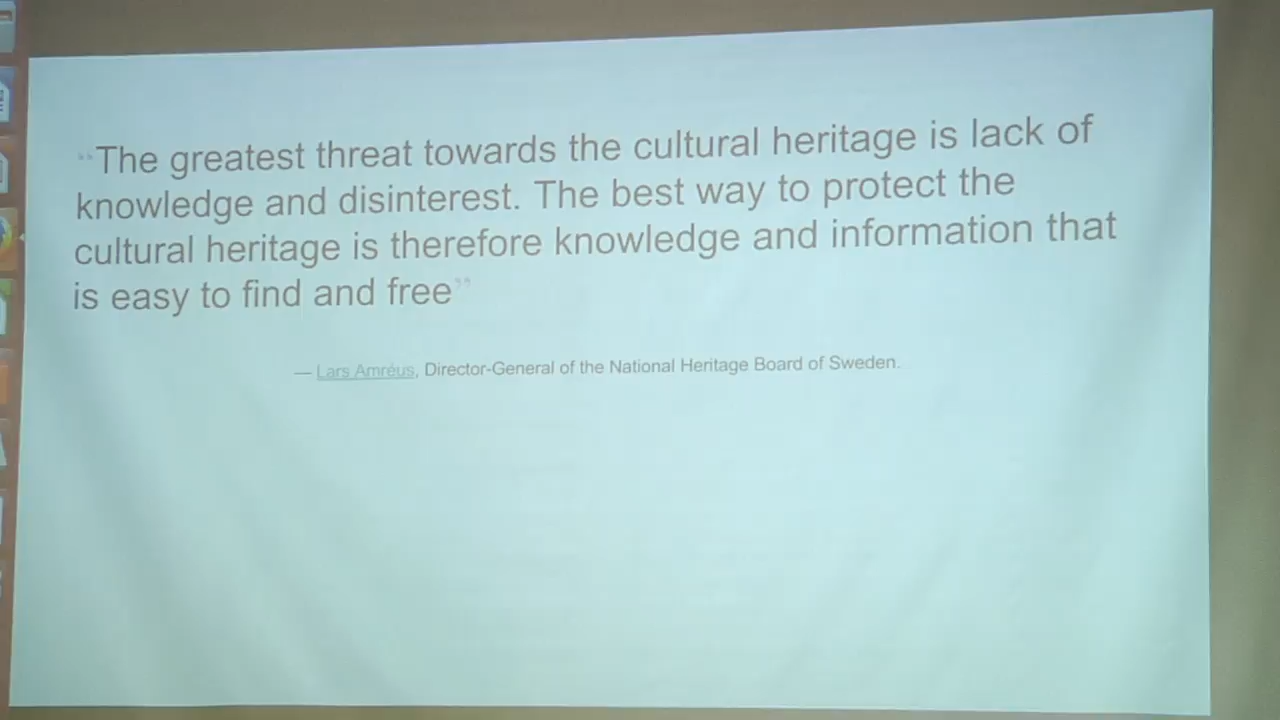 “The greatest threat towards the cultural heritage is lack of
knowledge and disinterest. The best way to protect the
cultural heritage is therefore knowledge and information that
is easy to find and free”
— Lars Amréus, Director-General of the National Heritage Board of Sweden.